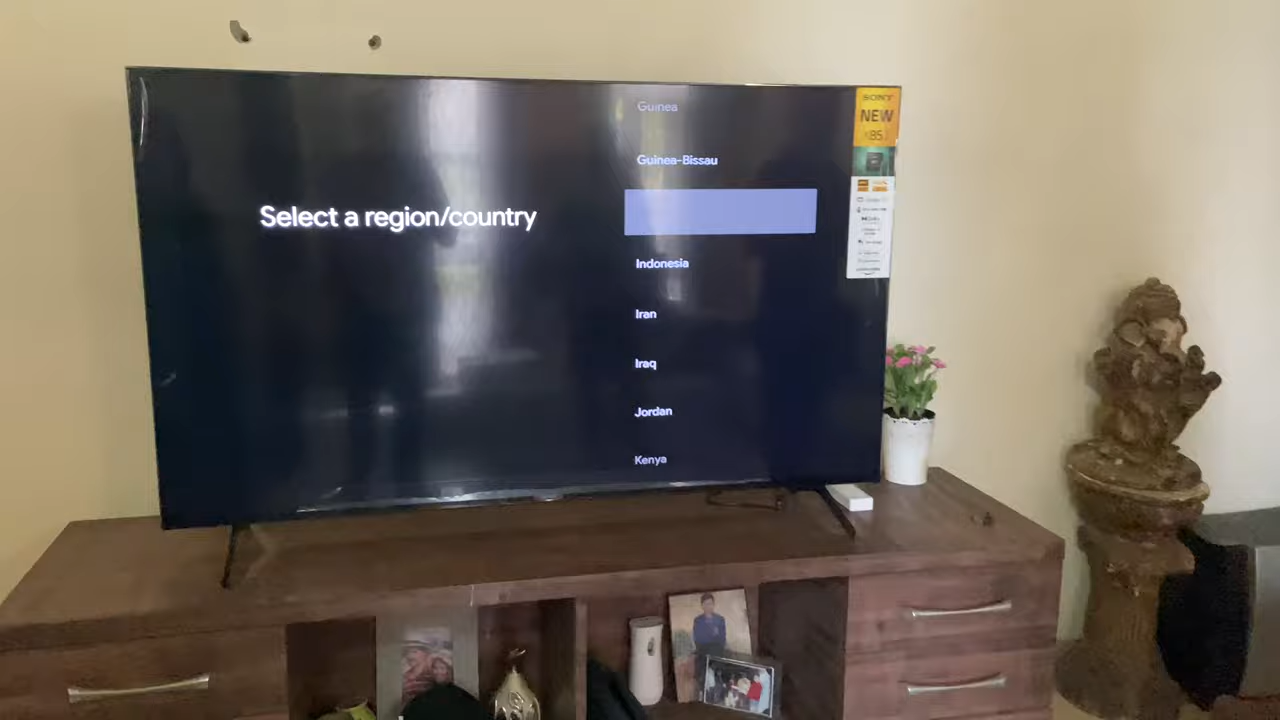 Select a region/country
Guinea
Guinea-Bissau
Indonesia
Iran
Iraq
Jordan
Kenya
SONY
NEW